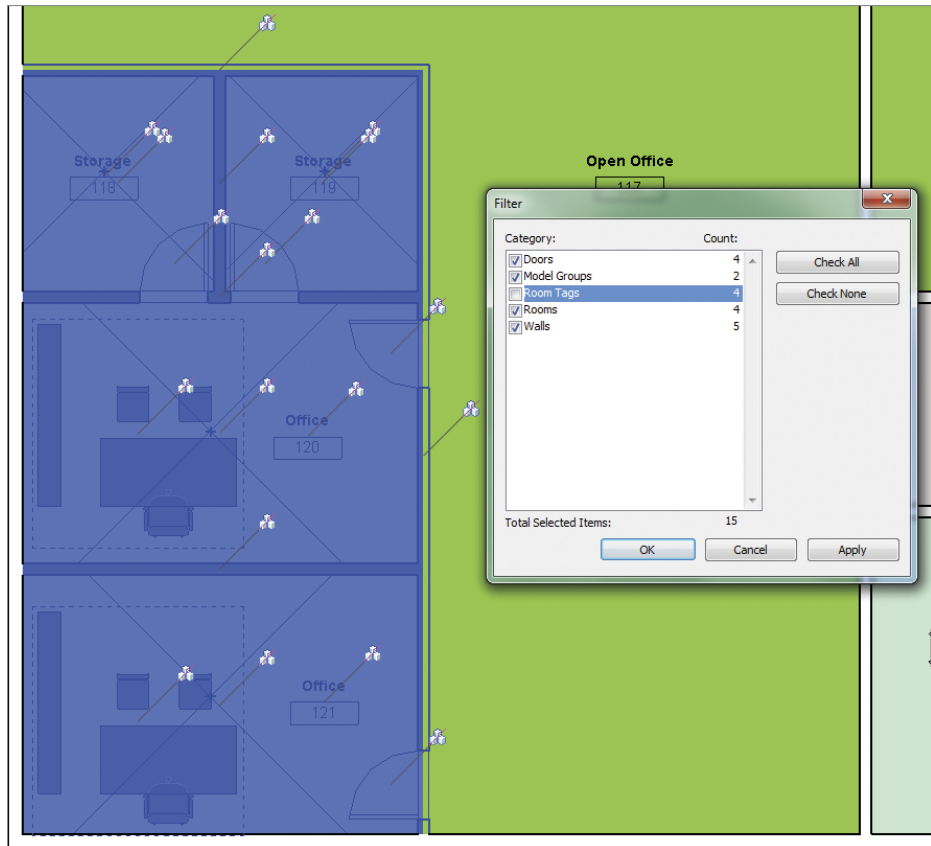 Storage
118
Storage
119
Open Office
117
Filter
Category:
Count:
Doors 4
Model Groups 2
Room Tags 4
Rooms 4
Walls 5
Check All
Check None
Total Selected Items: 15
OK
Cancel
Apply
Office
120
Office
121